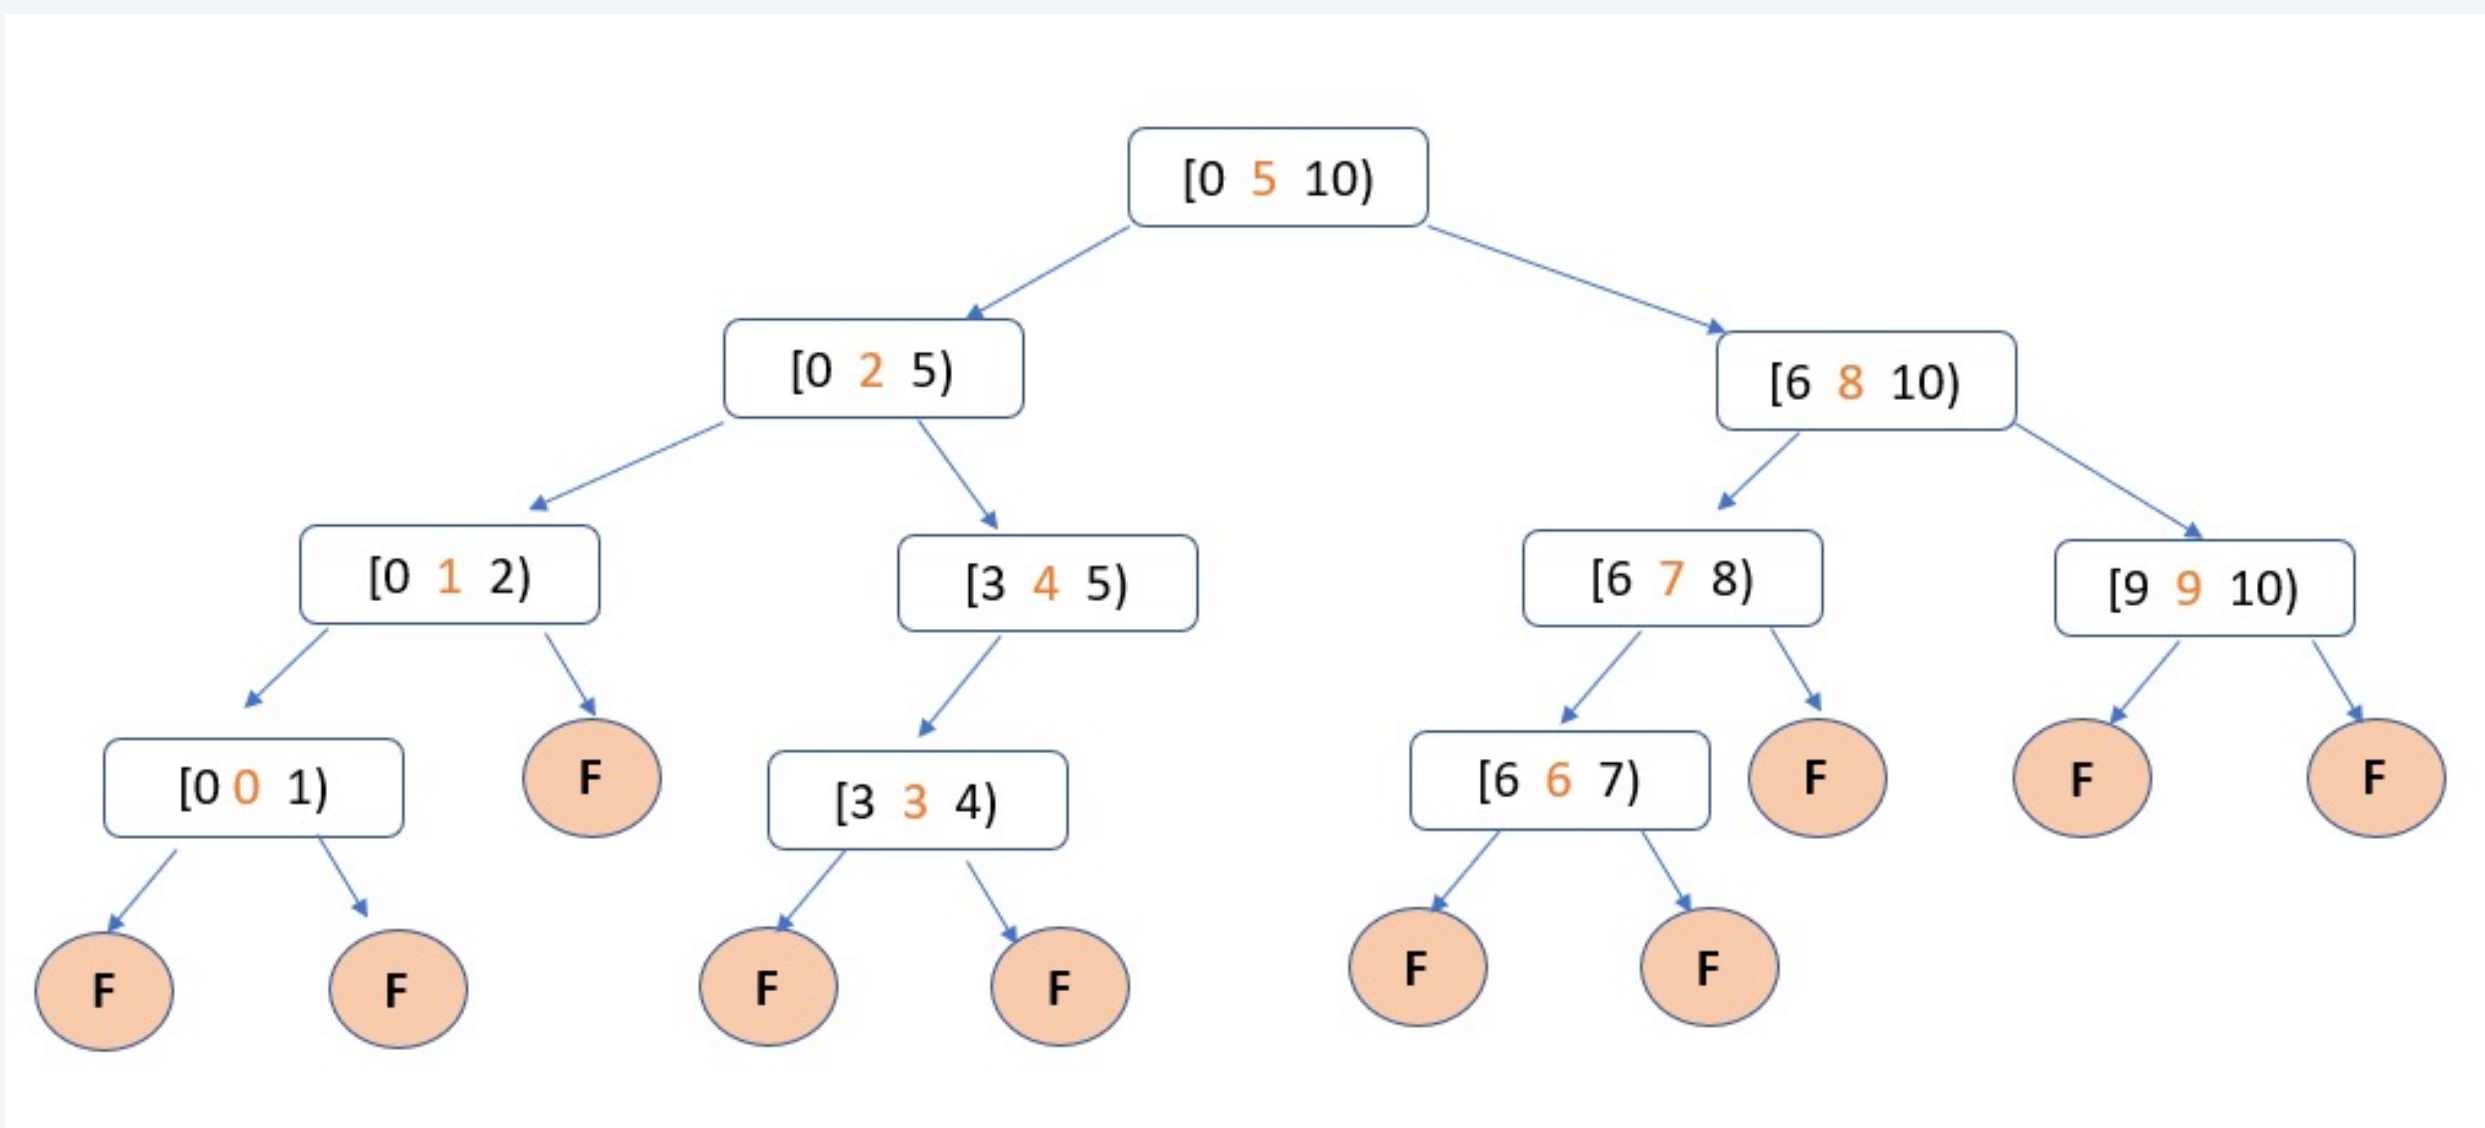 [0 5 10)
[0 2 5)
[6 8 10)
[0 1 2)
[3 4 5)
[6 7 8)
[9 9 10)
[0 0 1)
F
[3 3 4)
[6 6 7)
F
F
F
F
F
F
F
F
F